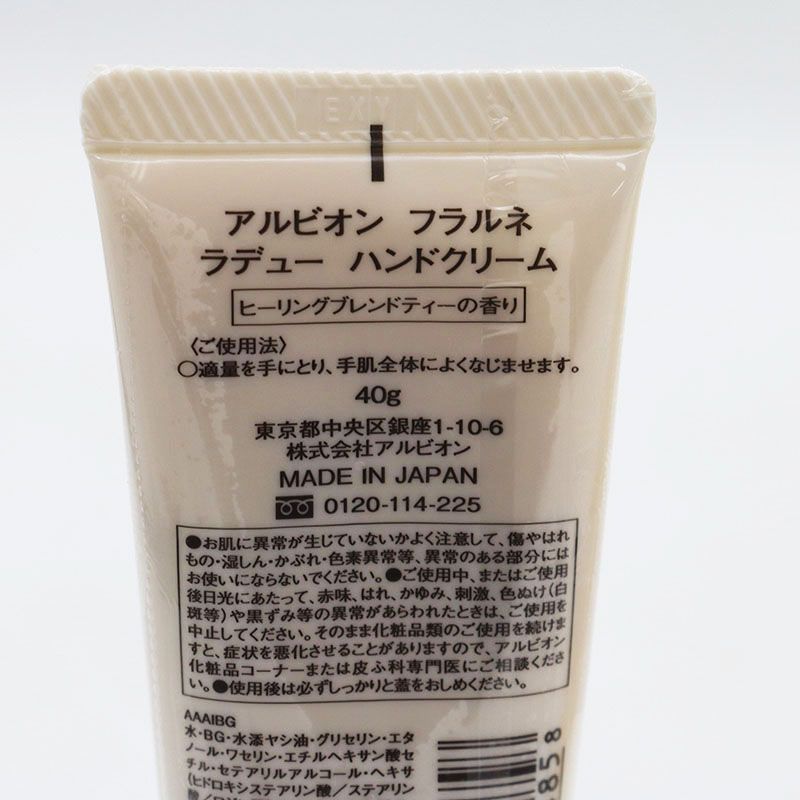 EXY
アルビオン フラルネ
ラデュー ハンドクリーム
ヒーリングブレンドティーの香り
〈ご使用法〉
○適量を手にとり、手肌全体によくなじませます。
40g
東京都中央区銀座1-10-6
株式会社アルビオン
MADE IN JAPAN
0120-114-225
●お肌に異常が生じていないかよく注意して、傷やはれ
もの・湿しん・かぶれ・色素異常等、異常のある部分には
お使いにならないでください。●ご使用中、またはご使用
後日光にあたって、赤味、はれ、かゆみ、刺激、色ぬけ(白
斑等)や黒ずみ等の異常があらわれたときは、ご使用を
中止してください。そのまま化粧品類のご使用を続けま
すと、症状を悪化させることがありますので、アルビオン
化粧品コーナーまたは皮ふ科専門医にご相談くださ
い。●使用後は必ずしっかりと蓋をおしめください。
AAAIBG
水・BG・水添ヤシ油・グリセリン・エタ
ノール・ワセリン・エチルヘキサン酸セ
チル・セテアリルアルコール・ヘキサ
(ヒドロキシステアリン酸/ステアリン
858